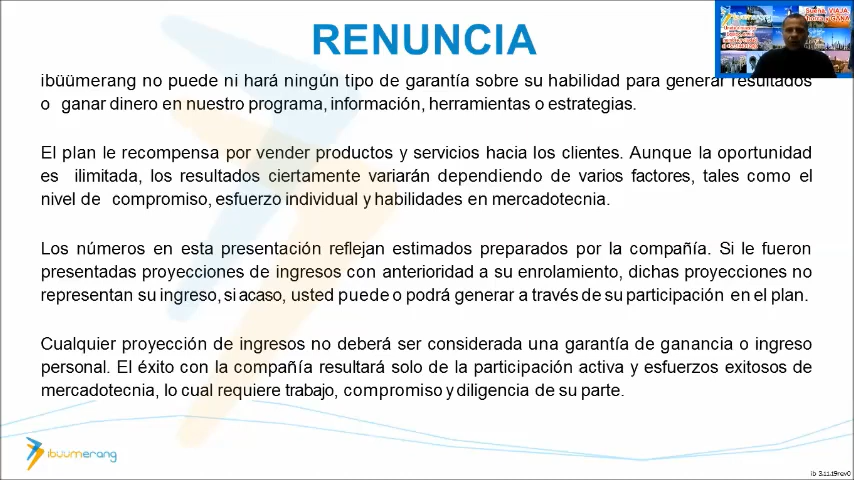 RENUNCIA
ibüümerang no puede ni hará ningún tipo de garantía sobre su habilidad para generar resultados
o ganar dinero en nuestro programa, información, herramientas o estrategias.
El plan le recompensa por vender productos y servicios hacia los clientes. Aunque la oportunidad
es ilimitada, los resultados ciertamente variarán dependiendo de varios factores, tales como el
nivel de compromiso, esfuerzo individual y habilidades en mercadotecnia.
Los números en esta presentación reflejan estimados preparados por la compañía. Si le fueron
presentadas proyecciones de ingresos con anterioridad a su enrolamiento, dichas proyecciones no
representan su ingreso, si acaso, usted puede o podrá generar a través de su participación en el plan.
Cualquier proyección de ingresos no deberá ser considerada una garantía de ganancia o ingreso
personal. El éxito con la compañía resultará solo de la participación activa y esfuerzos exitosos de
mercadotecnia, lo cual requiere trabajo, compromiso y diligencia de su parte.
ibuumerang
ib 3.11.19rev0